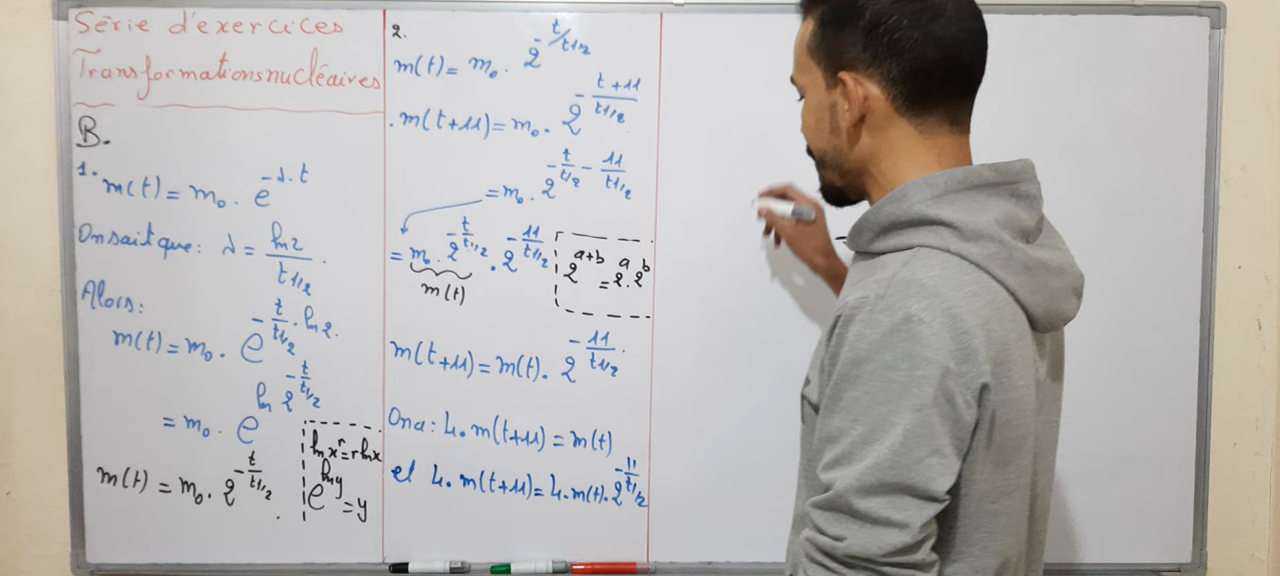 Série d'exercices
Transformations nucléaires
B.
1. m(t) = m₀ . e^(-λ.t)
On sait que : λ = ln2 / t1/2 .
Alors :
m(t) = m₀ . e^(-t/t1/2 . ln2.)
= m₀ . e^(ln 2^(-t/t1/2))
m(t) = m₀ . 2^(-t/t1/2) .
ln x^r = r ln x
e^(ln y) = y
2.
m(t) = m₀ . 2^(-t/t1/2)
. m(t+11) = m₀ . 2^(-(t+11)/t1/2)
= m₀ . 2^(-t/t1/2 - 11/t1/2)
= m₀ . 2^(-t/t1/2) . 2^(-11/t1/2)
m(t)
2^(a+b) = 2^a . 2^b
m(t+11) = m(t) . 2^(-11/t1/2) .
On a : 4 . m(t+11) = m(t)
et 4 . m(t+11) = 4 . m(t) . 2^(-11/t1/2)